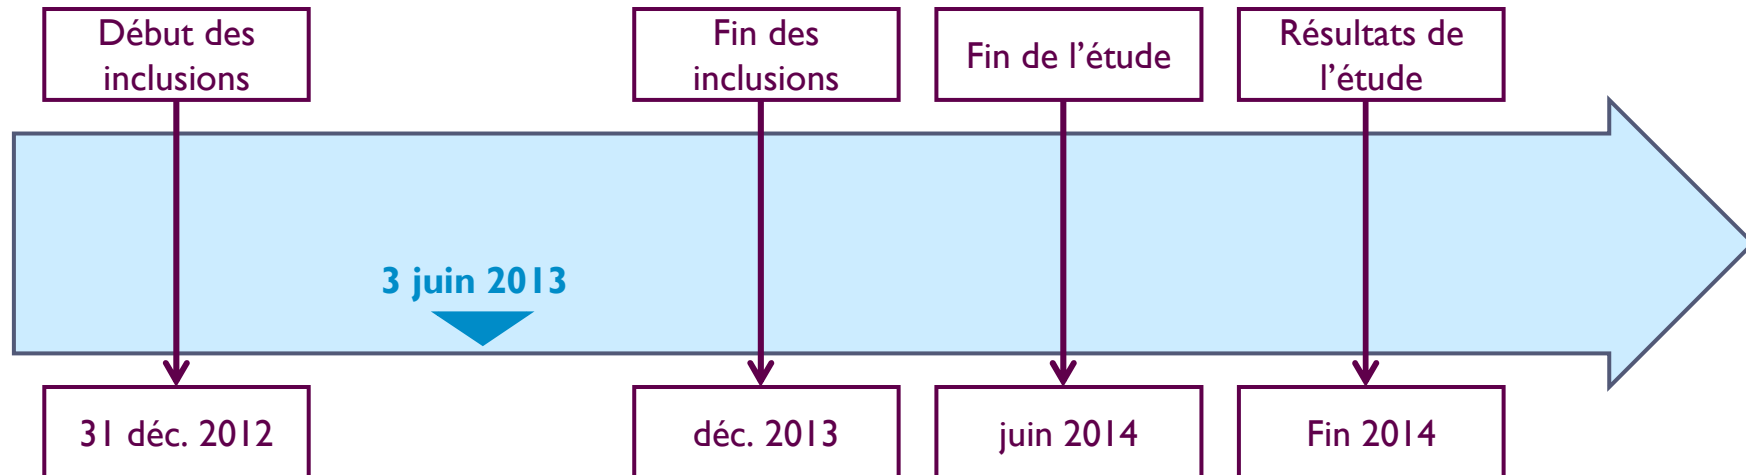 Début des
inclusions
Fin des
inclusions
Fin de l’étude
Résultats de
l’étude
3 juin 2013
31 déc. 2012
déc. 2013
juin 2014
Fin 2014